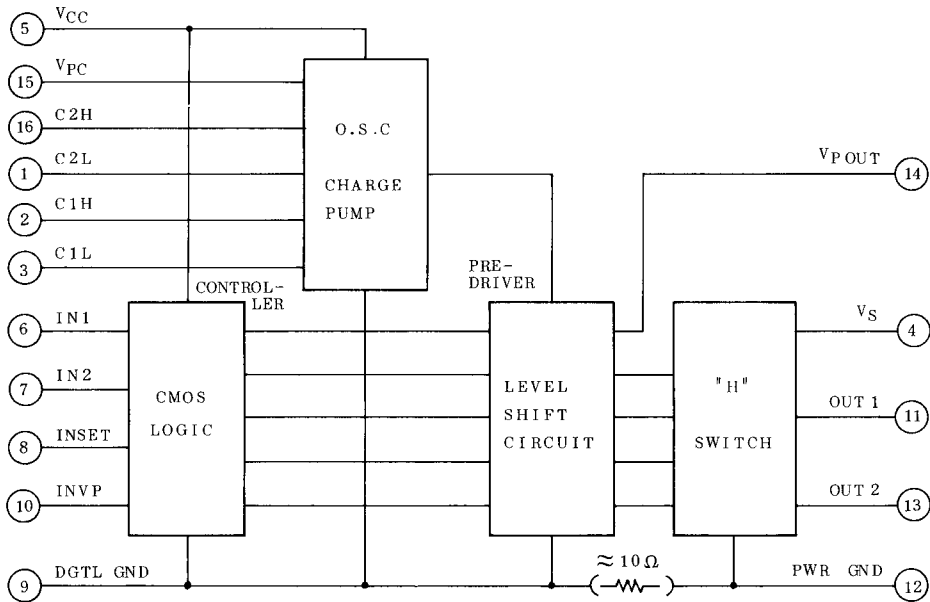 5 VCC
15 VPC
16 C2H
1 C2L
2 C1H
3 C1L
O.S.C
CHARGE
PUMP
VPOUT 14
CONTROL-
LER
PRE-
DRIVER
6 IN1
7 IN2
8 INSET
10 INVP
CMOS
LOGIC
LEVEL
SHIFT
CIRCUIT
"H"
SWITCH
VS 4
OUT 1 11
OUT 2 13
9 DGTL GND
≈10Ω
PWR GND 12